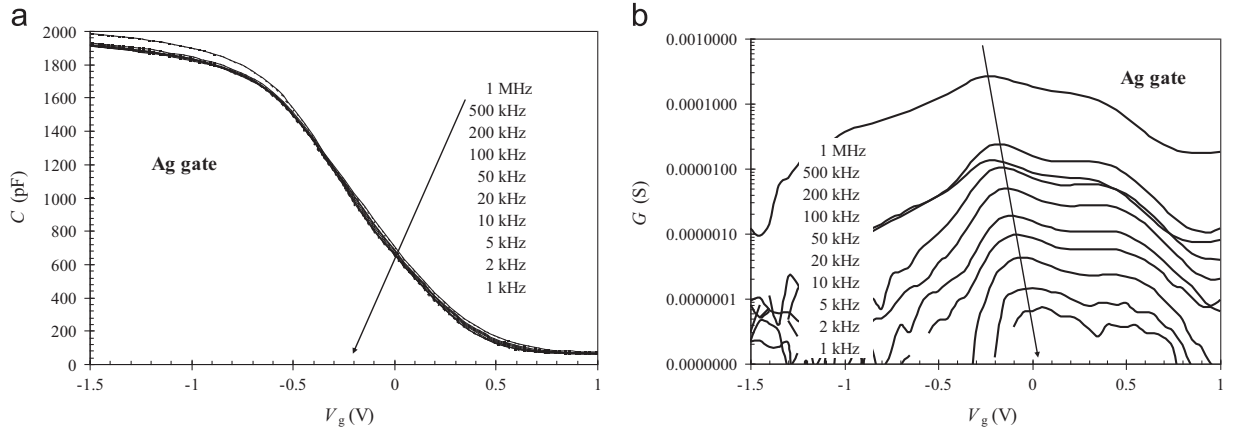 a
2000
1800
1600
1400
1200
1000
800
600
400
200
0
C (pF)
Ag gate
1 MHz
500 kHz
200 kHz
100 kHz
50 kHz
20 kHz
10 kHz
5 kHz
2 kHz
1 kHz
-1.5 -1 -0.5 0 0.5 1
Vg (V)
b
0.0010000
0.0001000
0.0000100
0.0000010
0.0000001
0.0000000
G (S)
Ag gate
1 MHz
500 kHz
200 kHz
100 kHz
50 kHz
20 kHz
10 kHz
5 kHz
2 kHz
1 kHz
-1.5 -1 -0.5 0 0.5 1
Vg (V)